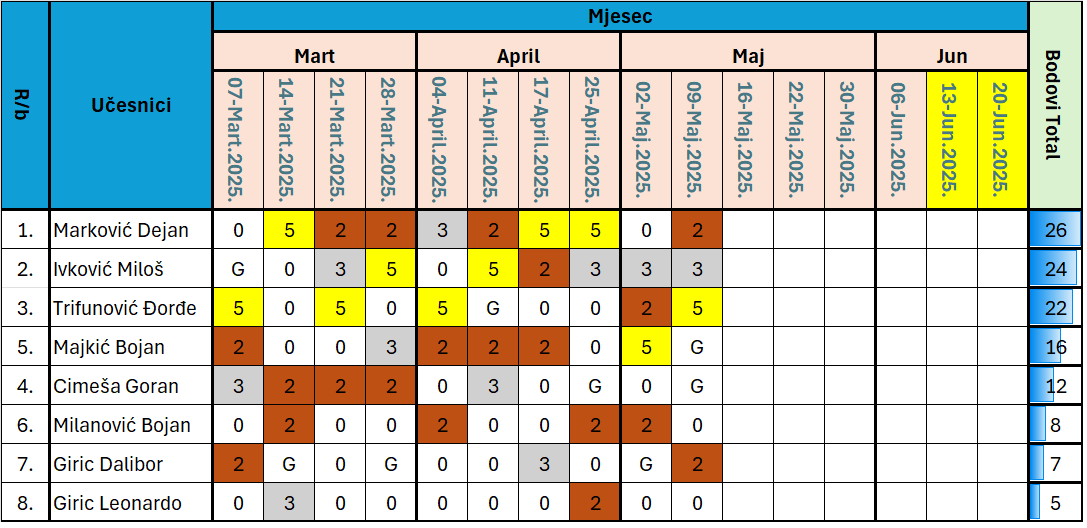 R/b Učesnici Mjesec Bodovi Total
Mart April Maj Jun
07-Mart.2025. 14-Mart.2025. 21-Mart.2025. 28-Mart.2025. 04-April.2025. 11-April.2025. 17-April.2025. 25-April.2025. 02-Maj.2025. 09-Maj.2025. 16-Maj.2025. 22-Maj.2025. 30-Maj.2025. 06-Jun.2025. 13-Jun.2025. 20-Jun.2025.
1. Marković Dejan 0 5 2 2 3 2 5 5 0 2 26
2. Ivković Miloš G 0 3 5 0 5 2 3 3 3 24
3. Trifunović Đorđe 5 0 5 0 5 G 0 0 2 5 22
5. Majkić Bojan 2 0 0 3 2 2 2 0 5 G 16
4. Cimeša Goran 3 2 2 2 0 3 0 G 0 G 12
6. Milanović Bojan 0 2 0 0 2 0 0 2 2 0 8
7. Giric Dalibor 2 G 0 G 0 0 3 0 G 2 7
8. Giric Leonardo 0 3 0 0 0 0 0 2 0 0 5